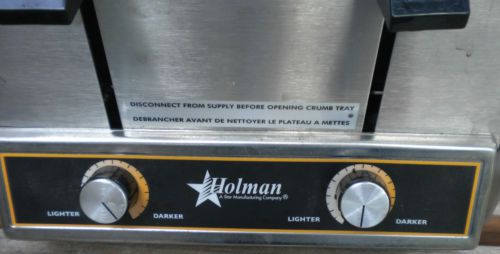 DISCONNECT FROM SUPPLY BEFORE OPENING CRUMB TRAY
DEBRANCHER AVANT DE NETTOYER LE PLATEAU A METTES
Holman
A Star Manufacturing Company ®
LIGHTER DARKER
LIGHTER DARKER